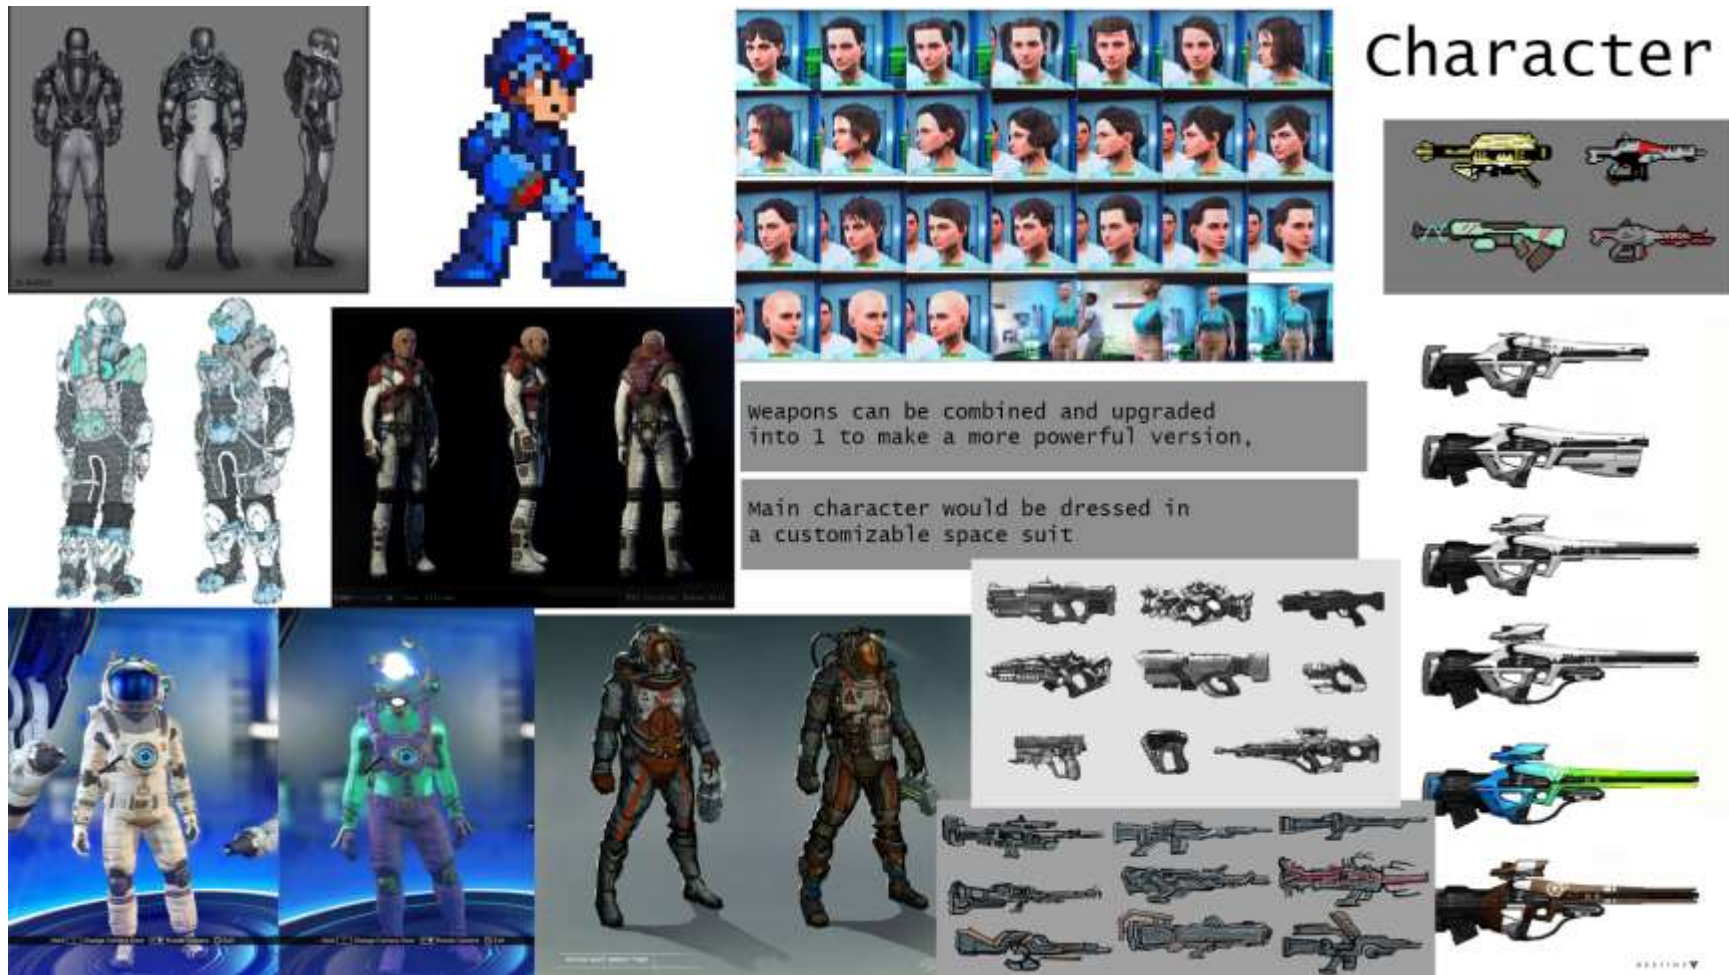 Character
Weapons can be combined and upgraded
into 1 to make a more powerful version,
Main character would be dressed in
a customizable space suit
DESTINY